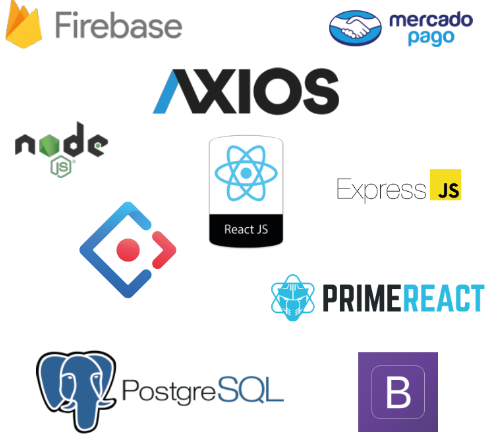 Firebase
mercado
pago
AXIOS
node
JS
React JS
Express JS
PRIMEREACT
PostgreSQL
B